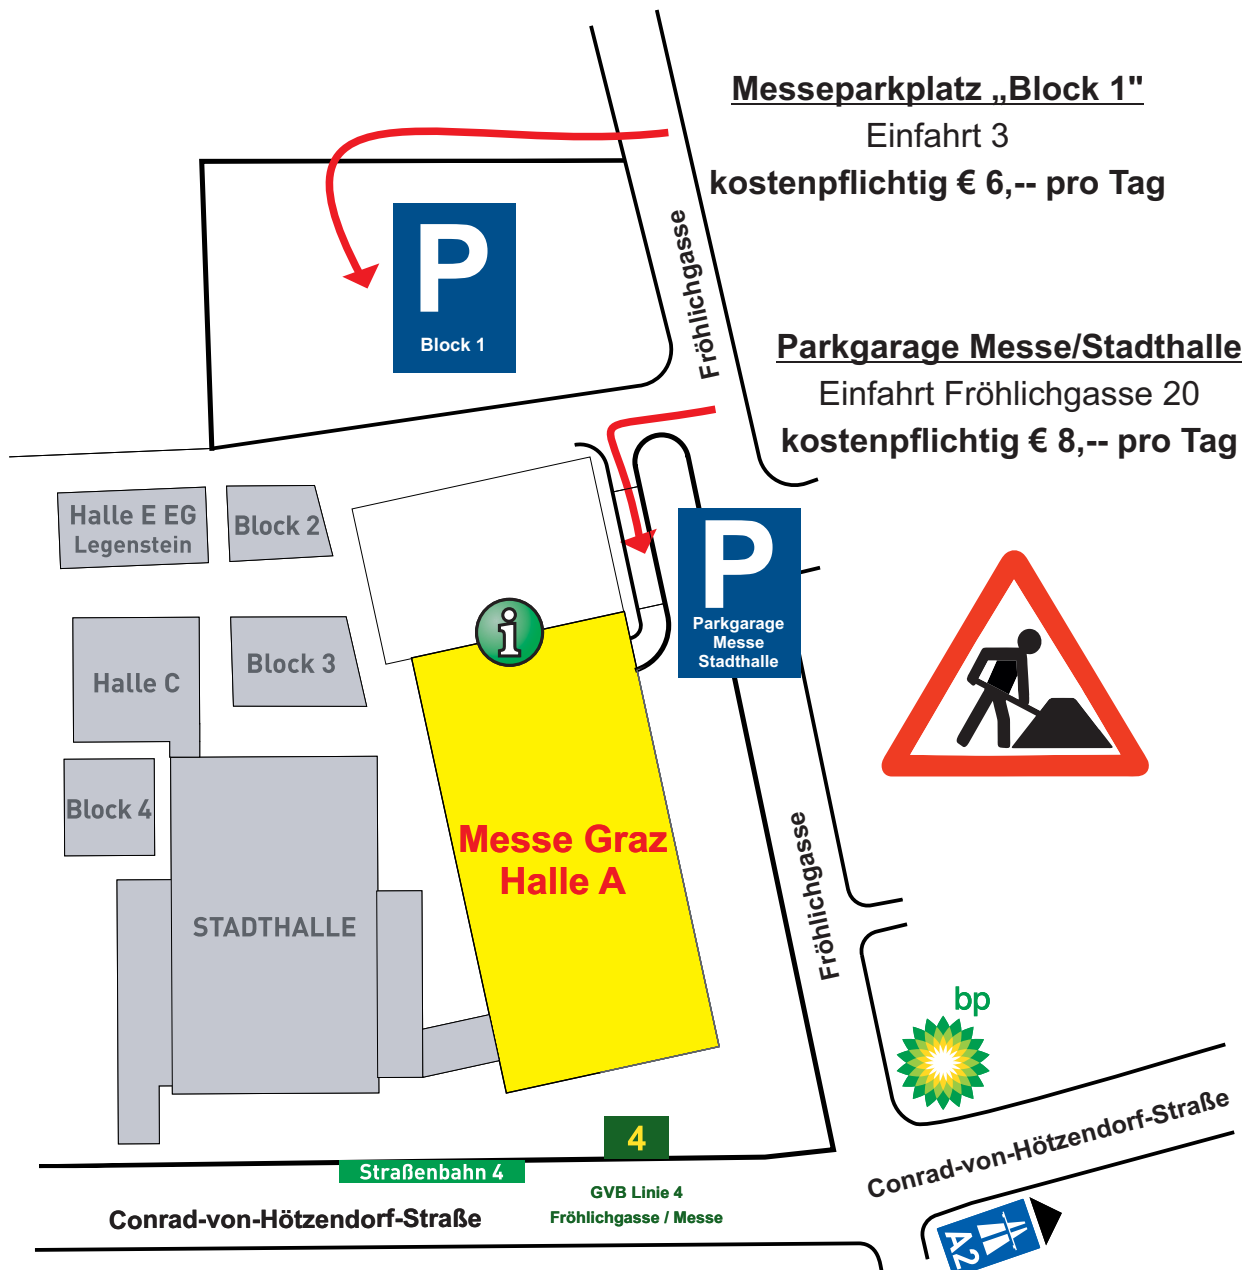 Messeparkplatz „Block 1"
Einfahrt 3
kostenpflichtig € 6,-- pro Tag
P
Block 1
Fröhlichgasse
Parkgarage Messe/Stadthalle
Einfahrt Fröhlichgasse 20
kostenpflichtig € 8,-- pro Tag
Halle E EG
Legenstein
Block 2
P
Parkgarage
Messe
Stadthalle
i
Halle C
Block 3
Block 4
Messe Graz
Halle A
STADTHALLE
Fröhlichgasse
bp
4
Straßenbahn 4
GVB Linie 4
Fröhlichgasse / Messe
Conrad-von-Hötzendorf-Straße
Conrad-von-Hötzendorf-Straße
A2